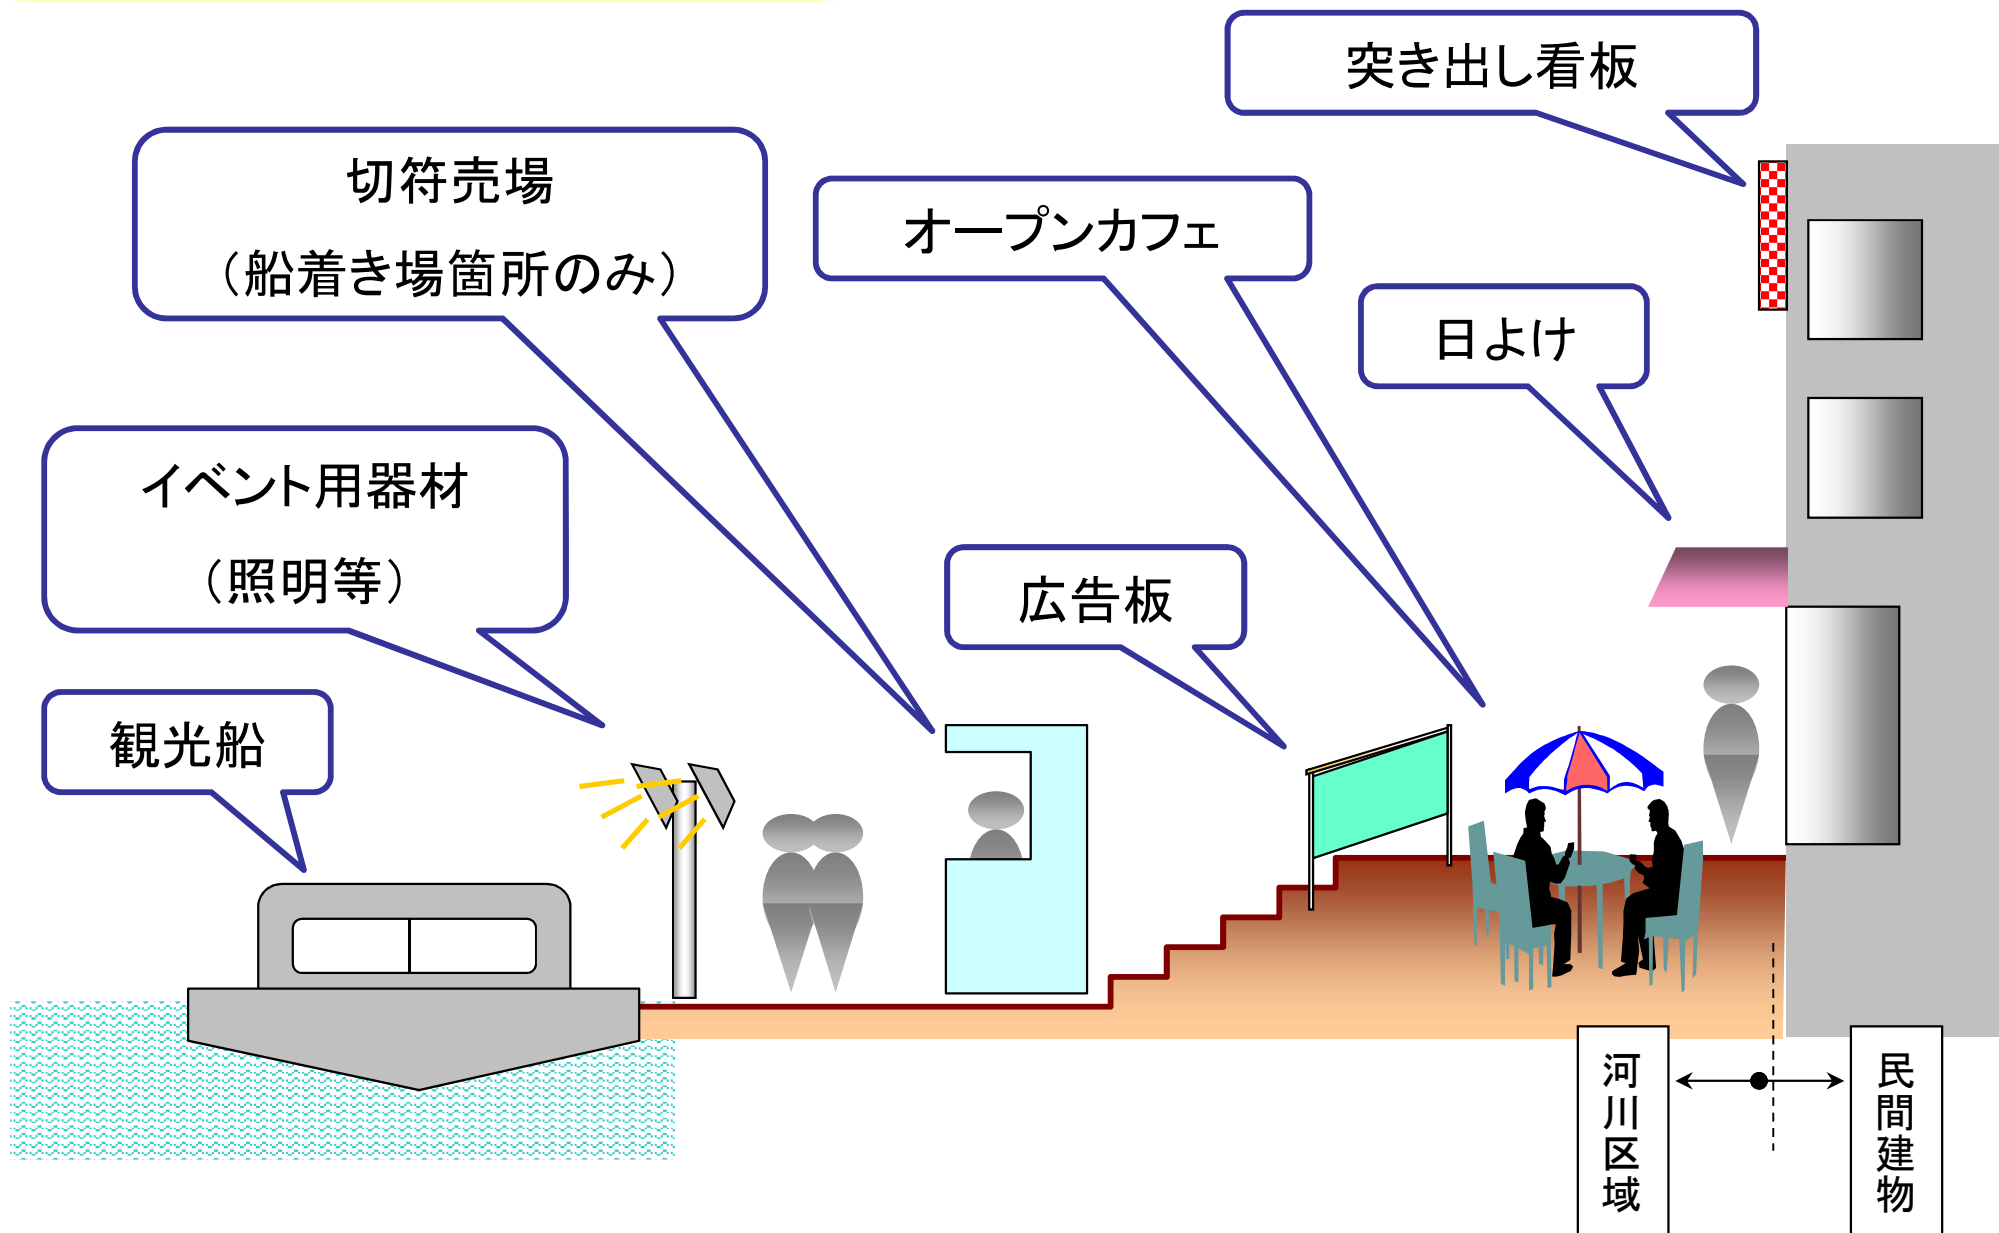 突き出し看板
切符売場
（船着き場箇所のみ）
オープンカフェ
日よけ
イベント用器材
（照明等）
広告板
観光船
河川区域
民間建物